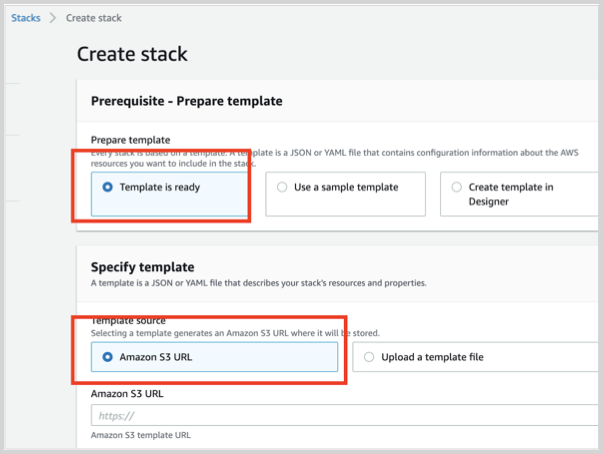 Stacks > Create stack
Create stack
Prerequisite - Prepare template
Prepare template
Every stack is based on a template. A template is a JSON or YAML file that contains configuration information about the AWS
resources you want to include in the stack.
Template is ready
Use a sample template
Create template in
Designer
Specify template
A template is a JSON or YAML file that describes your stack's resources and properties.
Template source
Selecting a template generates an Amazon S3 URL where it will be stored.
Amazon S3 URL
Upload a template file
Amazon S3 URL
https://
Amazon S3 template URL